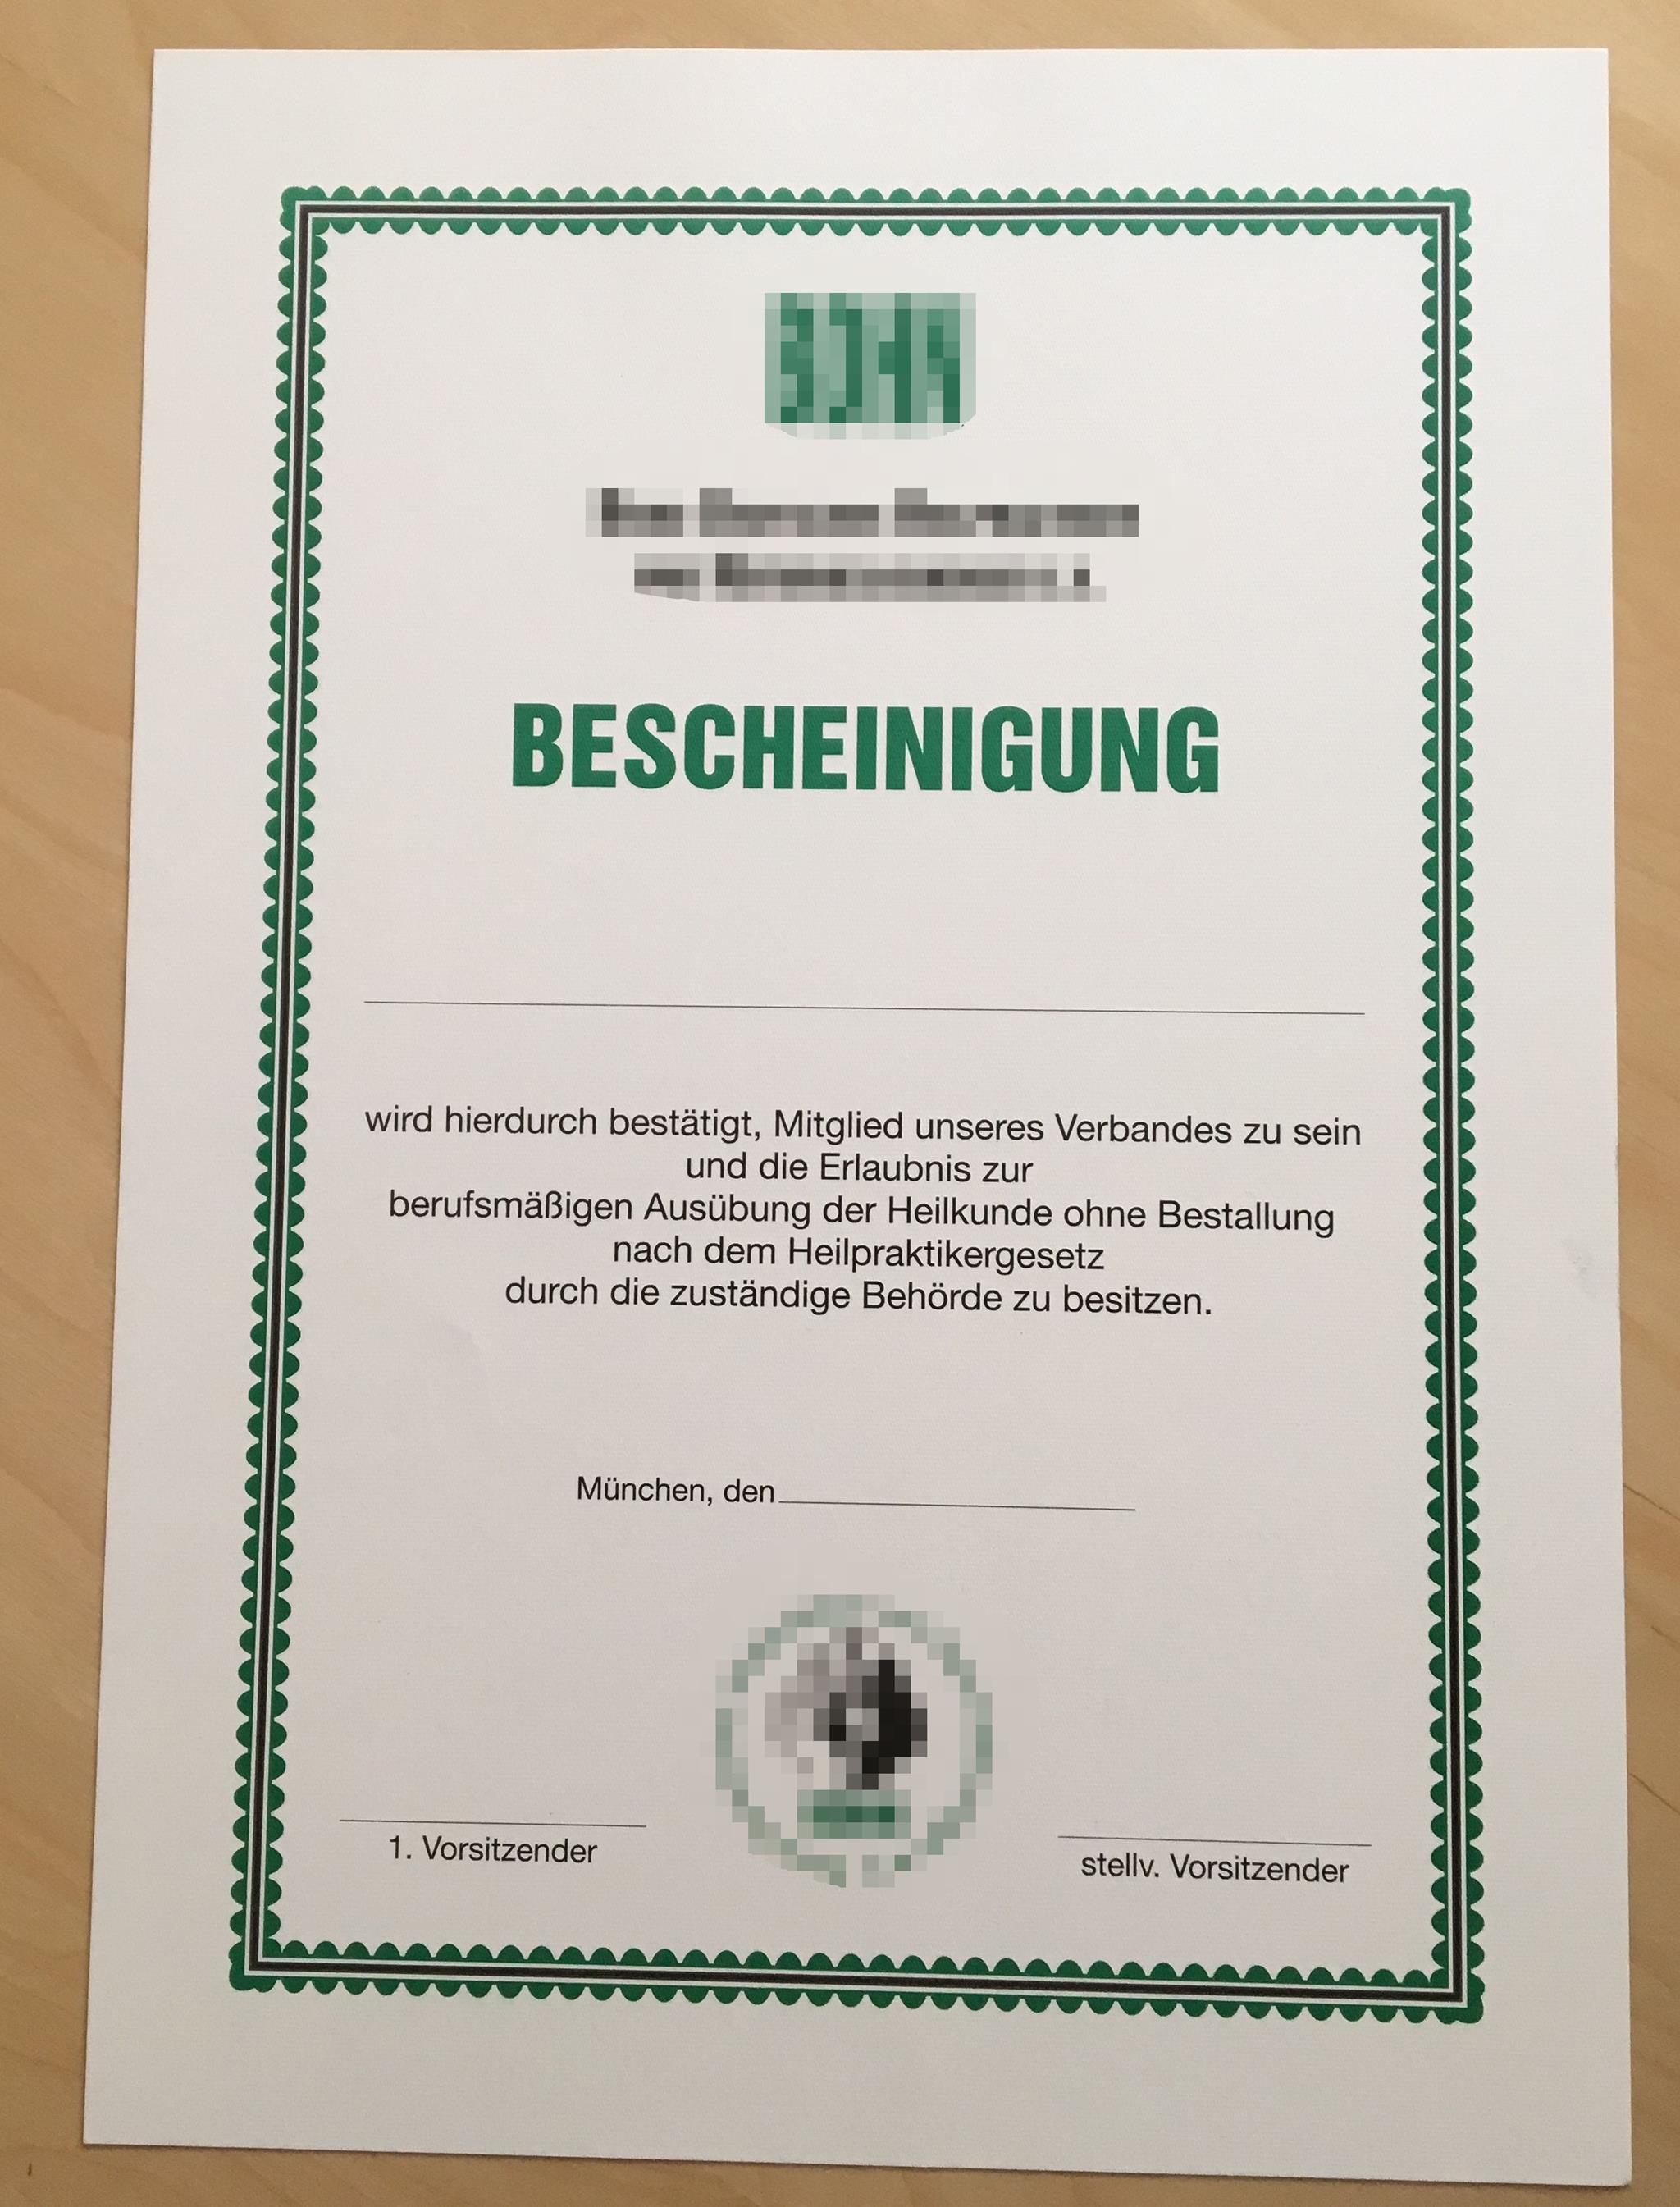 BESCHEINIGUNG
wird hierdurch bestätigt, Mitglied unseres Verbandes zu sein
und die Erlaubnis zur
berufsmäßigen Ausübung der Heilkunde ohne Bestallung
nach dem Heilpraktikergesetz
durch die zuständige Behörde zu besitzen.
München, den
1. Vorsitzender
stellv. Vorsitzender